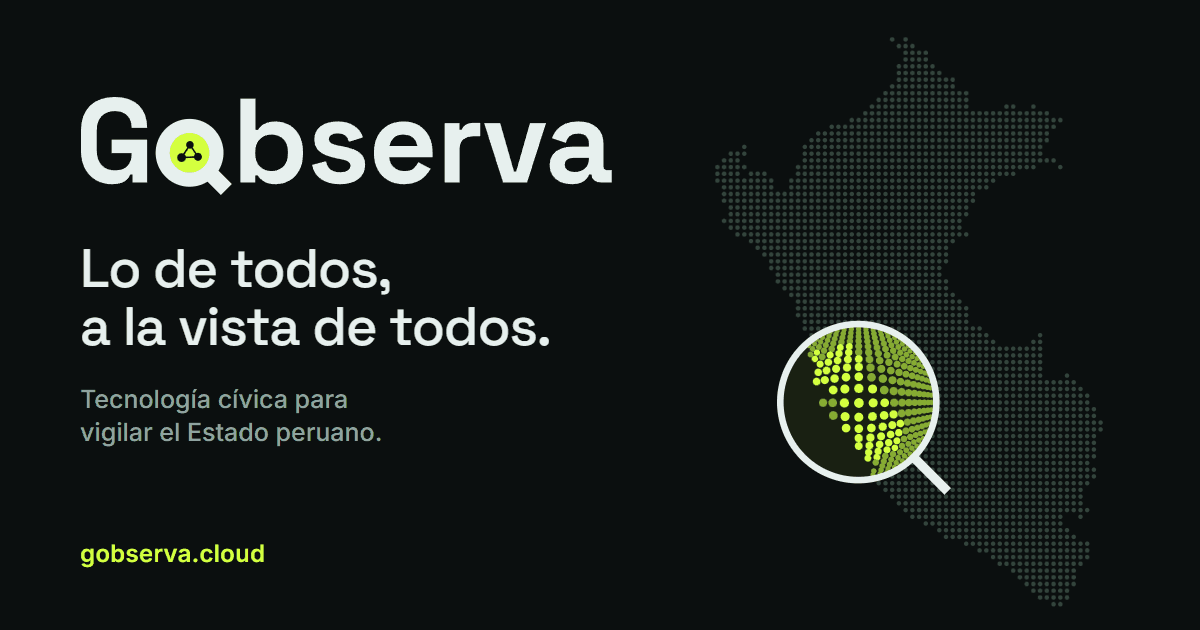 Gobserva
Lo de todos,
a la vista de todos.
Tecnología cívica para
vigilar el Estado peruano.
gobserva.cloud